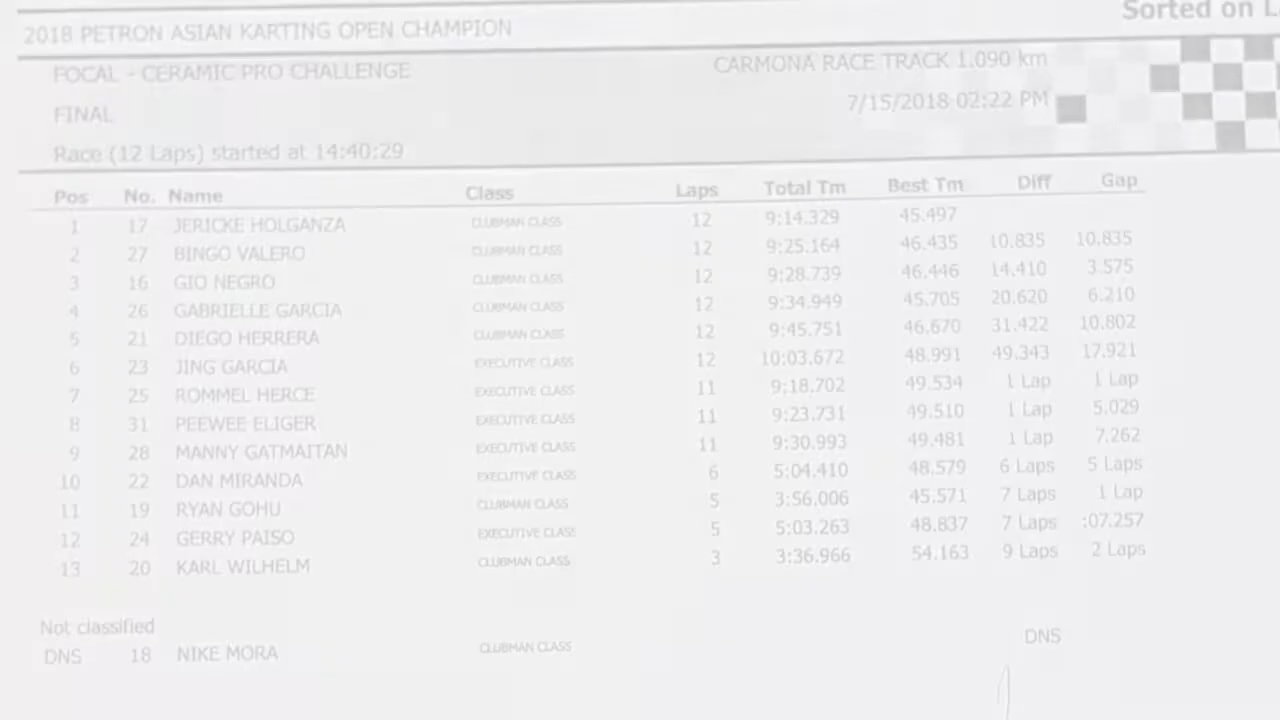 Sorted on L
2018 PETRON ASIAN KARTING OPEN CHAMPION
FOCAL - CERAMIC PRO CHALLENGE CARMONA RACE TRACK 1.090 km
FINAL 7/15/2018 02:22 PM
Race (12 Laps) started at 14:40:29
Pos No. Name Class Laps Total Tm Best Tm Diff Gap
1 17 JERICKE HOLGANZA CLUBMAN CLASS 12 9:14.329 45.497
2 27 BINGO VALERO CLUBMAN CLASS 12 9:25.164 46.435 10.835 10.835
3 16 GIO NEGRO CLUBMAN CLASS 12 9:28.739 46.446 14.410 3.575
4 26 GABRIELLE GARCIA CLUBMAN CLASS 12 9:34.949 45.705 20.620 6.210
5 21 DIEGO HERRERA CLUBMAN CLASS 12 9:45.751 46.670 31.422 10.802
6 23 JING GARCIA EXECUTIVE CLASS 12 10:03.672 48.991 49.343 17.921
7 25 ROMMEL HERCE EXECUTIVE CLASS 11 9:18.702 49.534 1 Lap 1 Lap
8 31 PEEWEE ELIGER EXECUTIVE CLASS 11 9:23.731 49.510 1 Lap 5.029
9 28 MANNY GATMAITAN EXECUTIVE CLASS 11 9:30.993 49.481 1 Lap 7.262
10 22 DAN MIRANDA EXECUTIVE CLASS 6 5:04.410 48.579 6 Laps 5 Laps
11 19 RYAN GOHU CLUBMAN CLASS 5 3:56.006 45.571 7 Laps 1 Lap
12 24 GERRY PAISO EXECUTIVE CLASS 5 5:03.263 48.837 7 Laps :07.257
13 20 KARL WILHELM CLUBMAN CLASS 3 3:36.966 54.163 9 Laps 2 Laps
Not classified
DNS 18 NIKE MORA CLUBMAN CLASS DNS